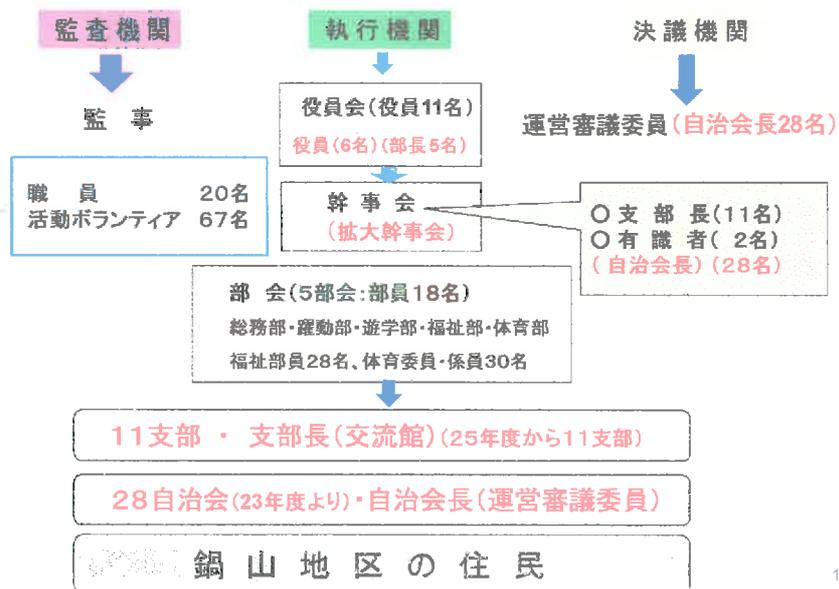 監査機関
執行機関
決議機関
監 事
役員会(役員11名)
役員(6名)(部長5名)
運営審議委員(自治会長28名)
職 員 20名
活動ボランティア 67名
幹 事 会
(拡大幹事会)
○ 支 部 長(11名)
○ 有 識 者( 2名)
(自治会長)(28名)
部 会(5部会:部員18名)
総務部・躍動部・遊学部・福祉部・体育部
福祉部員28名、体育委員・係員30名
11支部 ・ 支部長(交流館)(25年度から11支部)
28自治会(23年度より)・自治会長(運営審議委員)
鍋 山 地 区 の 住 民
1